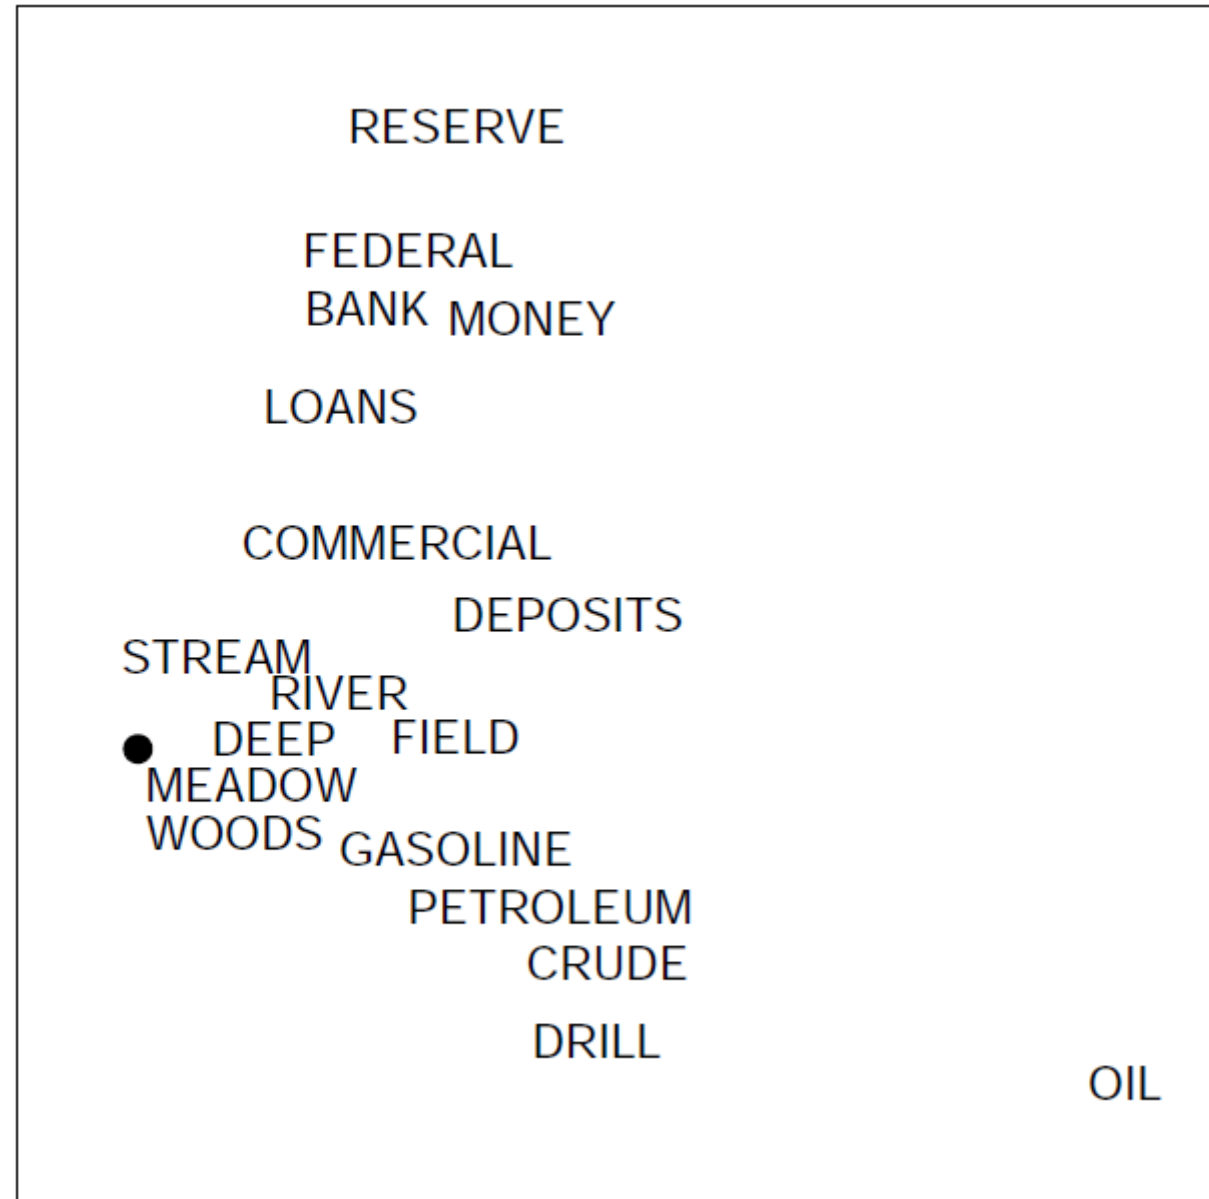 RESERVE
FEDERAL
BANK MONEY
LOANS
COMMERCIAL
DEPOSITS
STREAM
RIVER
DEEP FIELD
MEADOW
WOODS GASOLINE
PETROLEUM
CRUDE
DRILL
OIL